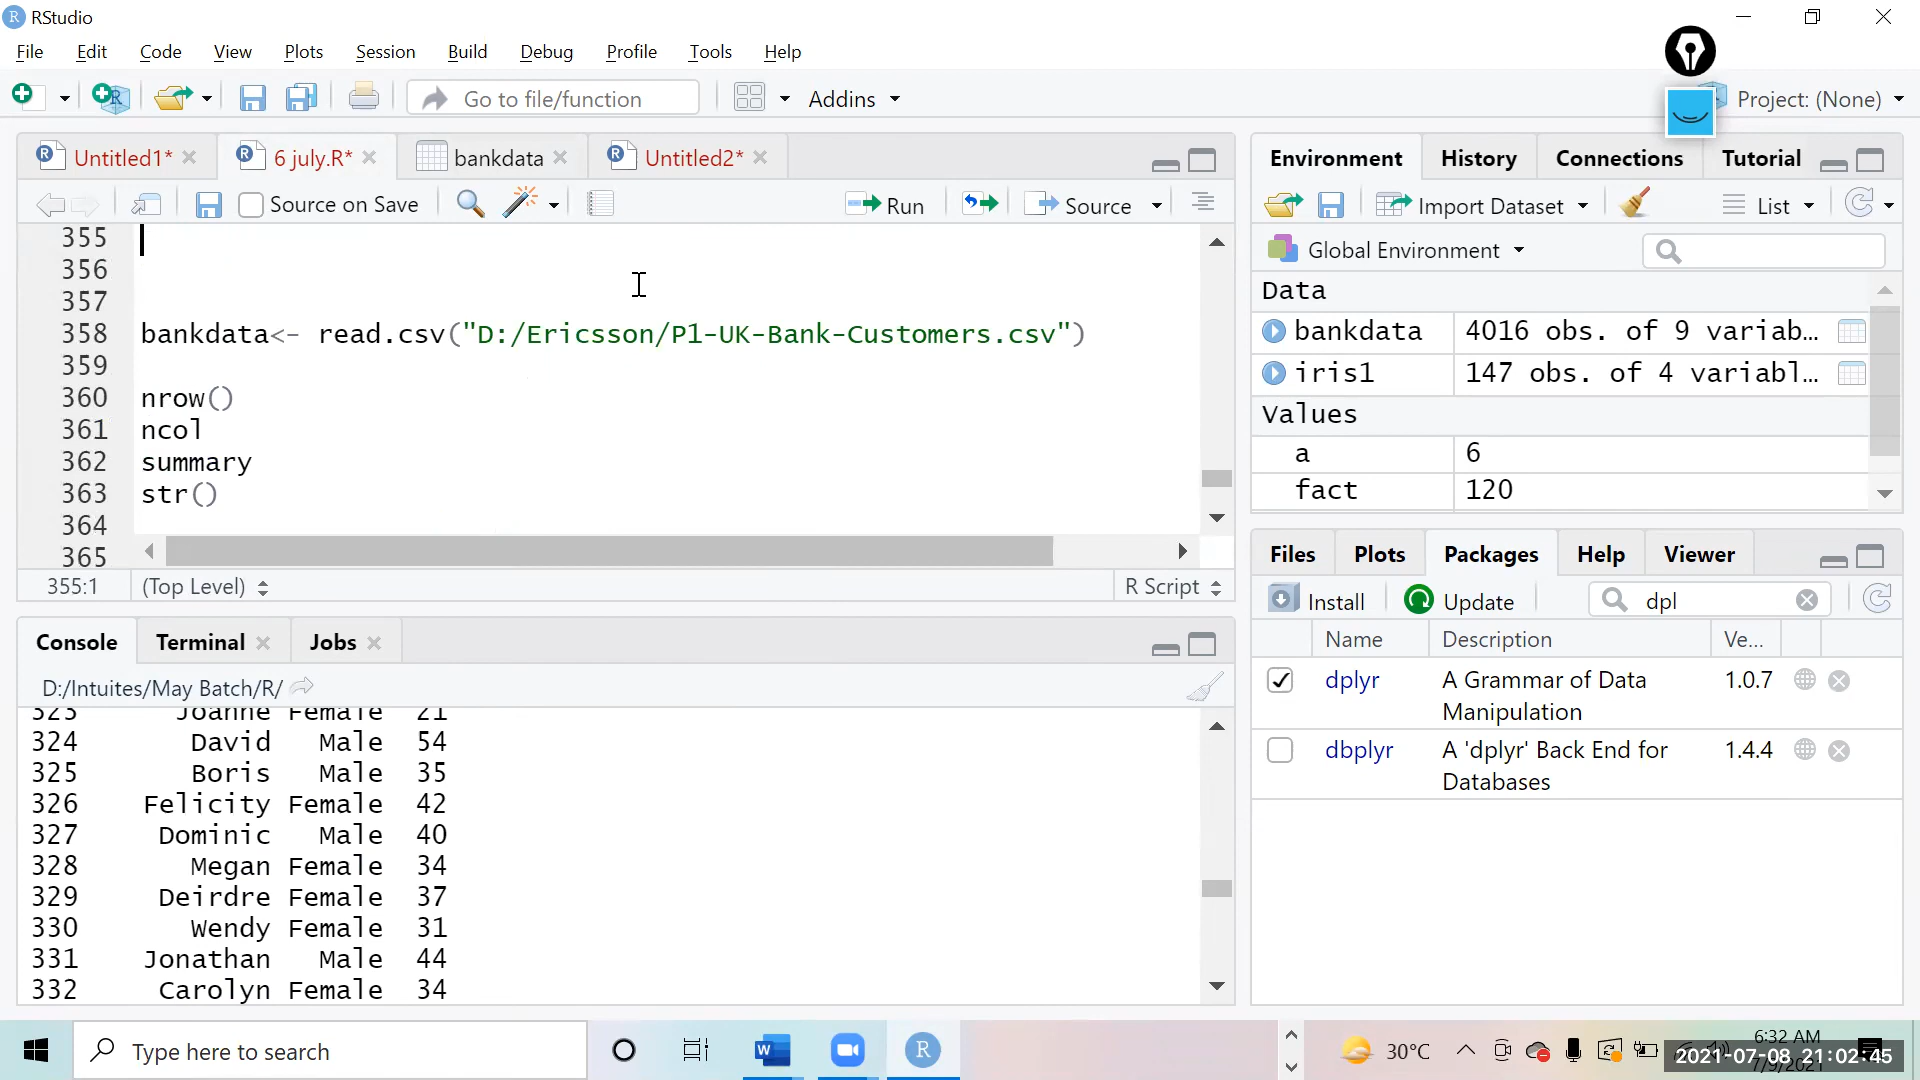 RStudio
File Edit Code View Plots Session Build Debug Profile Tools Help
Go to file/function Addins Project: (None)
Untitled1* 6 july.R* bankdata Untitled2*
Source on Save Run Source
355
356
357
358 bankdata<- read.csv("D:/Ericsson/P1-UK-Bank-Customers.csv")
359
360 nrow()
361 ncol
362 summary
363 str()
364
365
355:1 (Top Level) R Script
Console Terminal Jobs
D:/Intuites/May Batch/R/
323 Joanne Female 21
324 David Male 54
325 Boris Male 35
326 Felicity Female 42
327 Dominic Male 40
328 Megan Female 34
329 Deirdre Female 37
330 Wendy Female 31
331 Jonathan Male 44
332 Carolyn Female 34
Environment History Connections Tutorial
Import Dataset List
Global Environment
Data
bankdata 4016 obs. of 9 variab...
iris1 147 obs. of 4 variabl...
Values
a 6
fact 120
Files Plots Packages Help Viewer
Install Update dpl
Name Description Ve...
dplyr A Grammar of Data 1.0.7
Manipulation
dbplyr A 'dplyr' Back End for 1.4.4
Databases
Type here to search
30°C
6:32 AM
2021-07-08 21:02:45